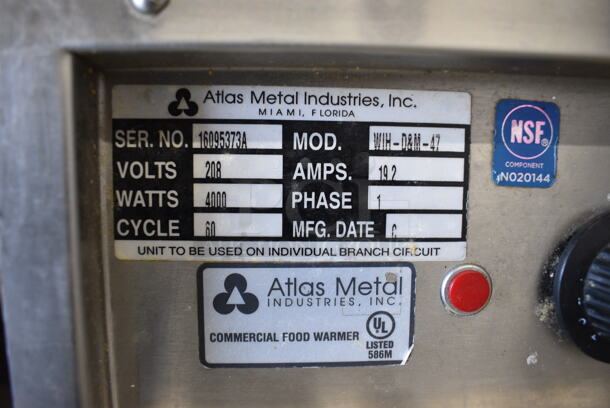 Atlas Metal Industries, Inc.
MIAMI, FLORIDA
SER. NO. 16095373A MOD. WIH-D&M-47
VOLTS 208 AMPS. 19.2
WATTS 4000 PHASE 1
CYCLE 60 MFG. DATE C
UNIT TO BE USED ON INDIVIDUAL BRANCH CIRCUIT
NSF
COMPONENT
N020144
Atlas Metal
INDUSTRIES, INC.
COMMERCIAL FOOD WARMER
UL
LISTED
586M